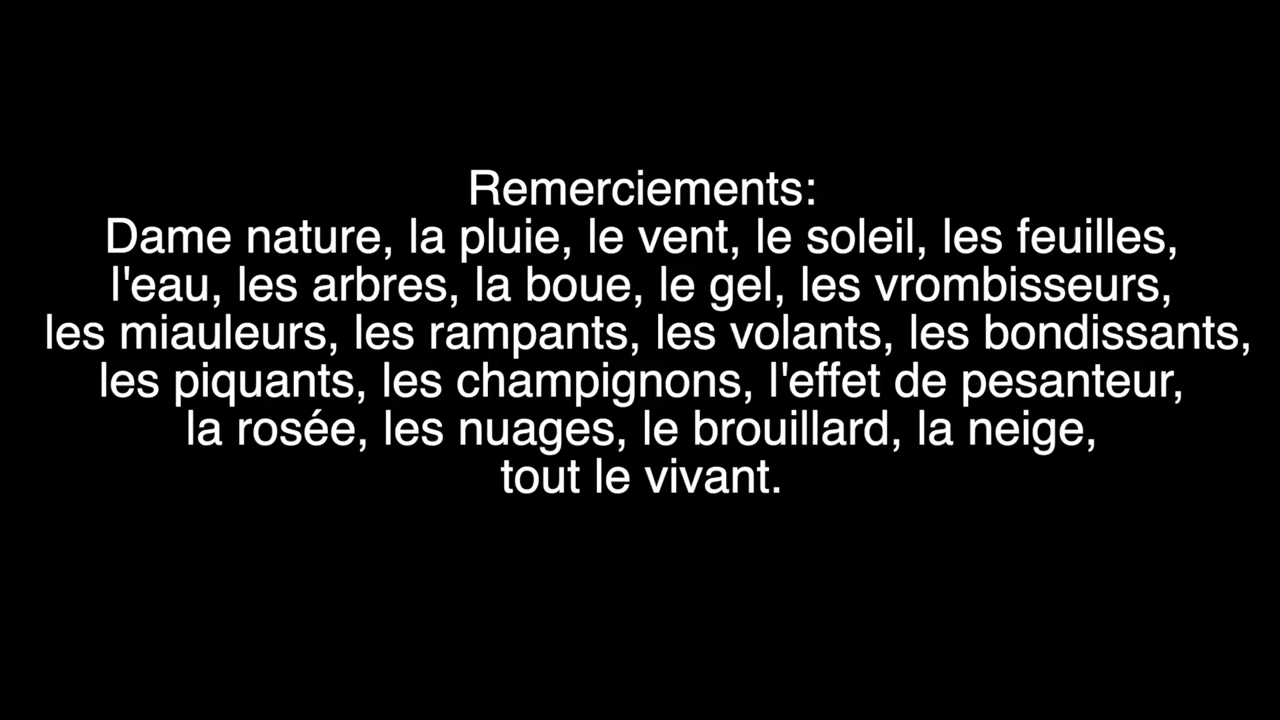 Remerciements:
Dame nature, la pluie, le vent, le soleil, les feuilles,
l'eau, les arbres, la boue, le gel, les vrombisseurs,
les miauleurs, les rampants, les volants, les bondissants,
les piquants, les champignons, l'effet de pesanteur,
la rosée, les nuages, le brouillard, la neige,
tout le vivant.